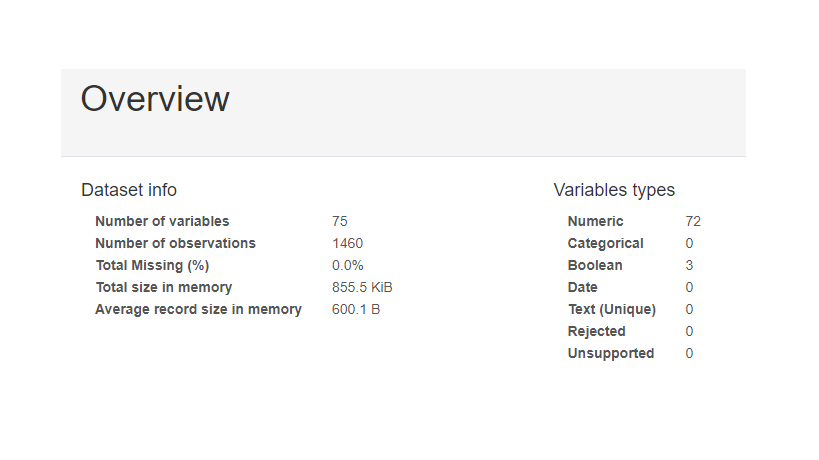 Overview
Dataset info
Number of variables 75
Number of observations 1460
Total Missing (%) 0.0%
Total size in memory 855.5 KiB
Average record size in memory 600.1 B
Variables types
Numeric 72
Categorical 0
Boolean 3
Date 0
Text (Unique) 0
Rejected 0
Unsupported 0